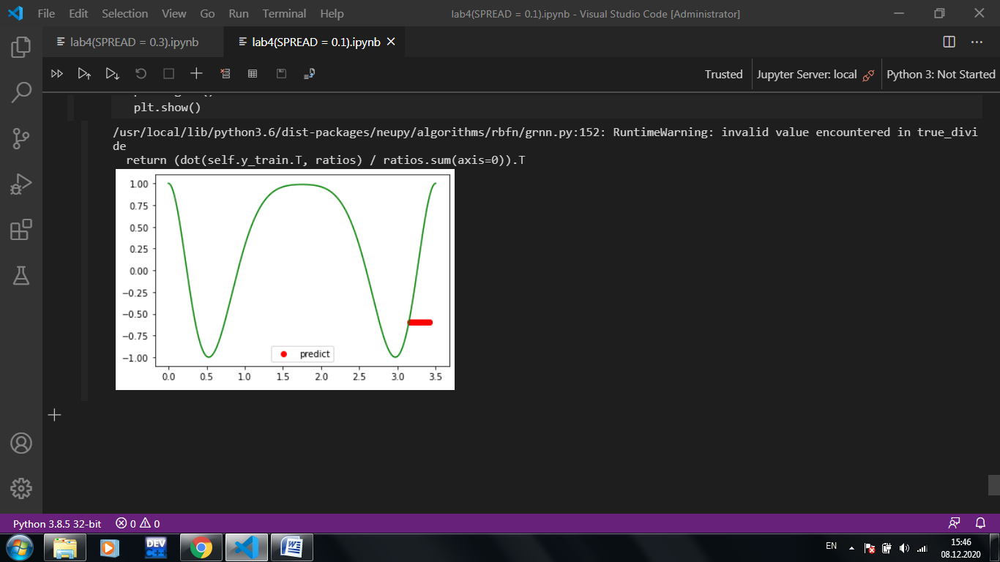 File Edit Selection View Go Run Terminal Help lab4(SPREAD = 0.1).ipynb - Visual Studio Code [Administrator]
lab4(SPREAD = 0.3).ipynb lab4(SPREAD = 0.1).ipynb
Trusted Jupyter Server: local Python 3: Not Started
plt.show()
/usr/local/lib/python3.6/dist-packages/neupy/algorithms/rbfn/grnn.py:152: RuntimeWarning: invalid value encountered in true_divi
de
return (dot(self.y_train.T, ratios) / ratios.sum(axis=0)).T
1.00
0.75
0.50
0.25
0.00
−0.25
−0.50
−0.75
−1.00
predict
0.0 0.5 1.0 1.5 2.0 2.5 3.0 3.5
Python 3.8.5 32-bit 0 0
DEV
C++
W
EN
15:46
08.12.2020